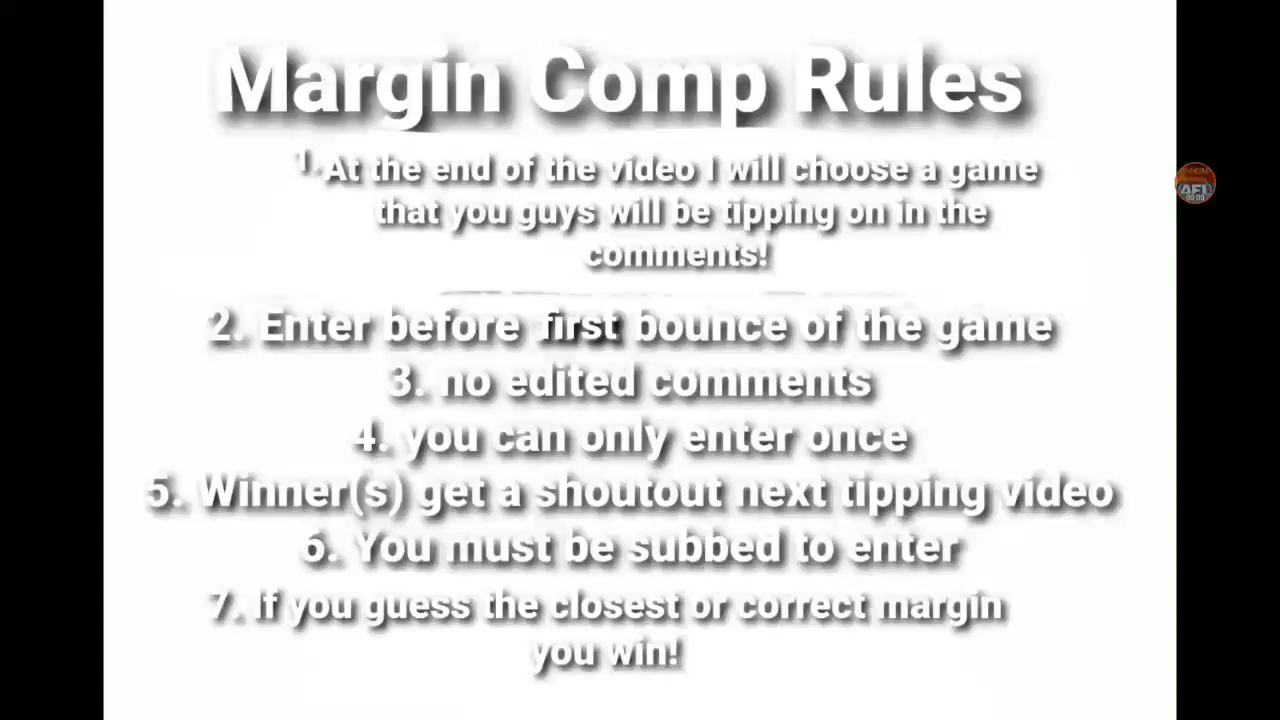 Margin Comp Rules
1. At the end of the video I will choose a game
that you guys will be tipping on in the
comments!
2. Enter before first bounce of the game
3. no edited comments
4. you can only enter once
5. Winner(s) get a shoutout next tipping video
6. You must be subbed to enter
7. If you guess the closest or correct margin
you win!
AFL
00:00